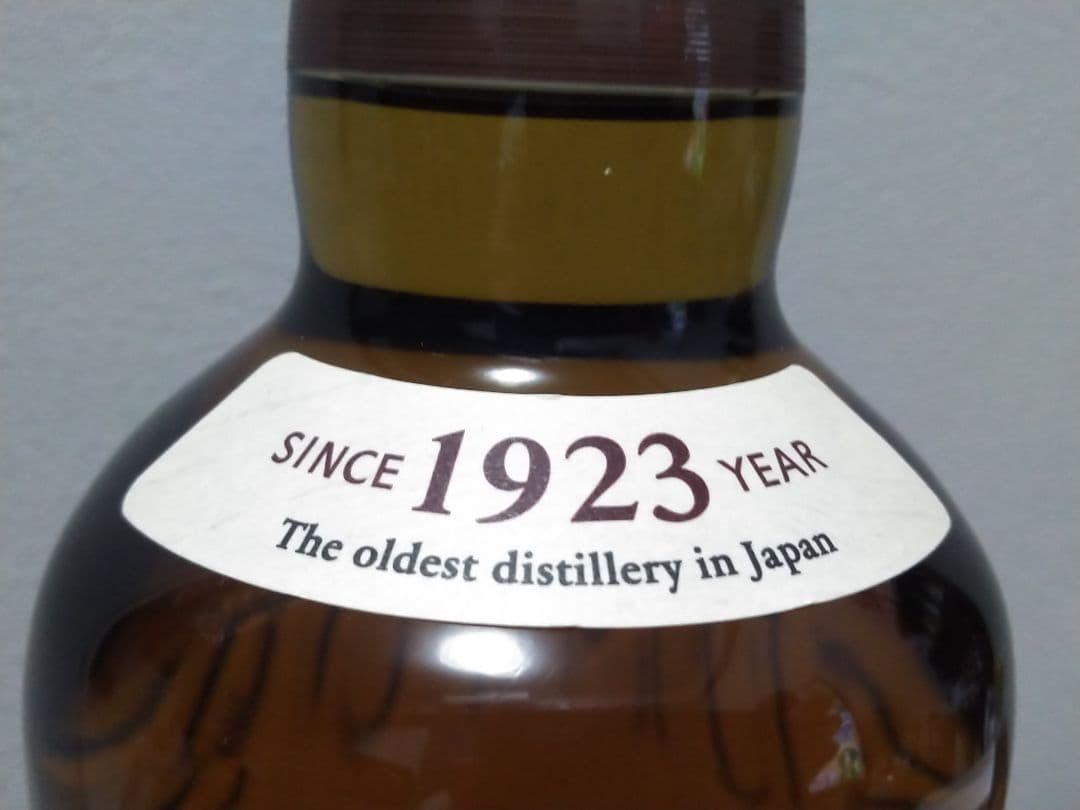 SINCE 1923 YEAR
The oldest distillery in Japan